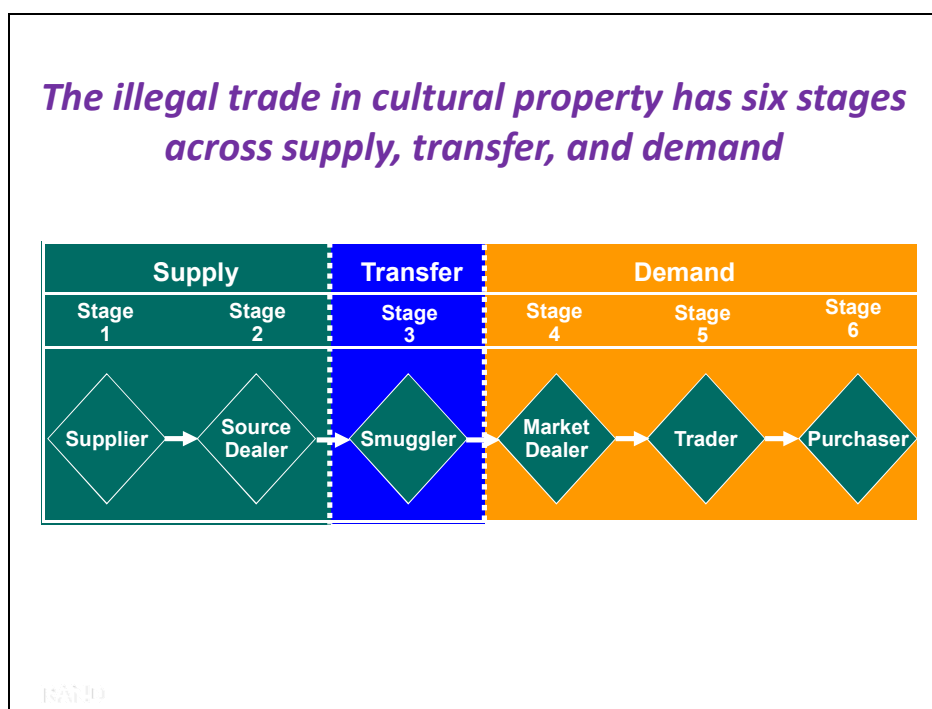 The illegal trade in cultural property has six stages
across supply, transfer, and demand
Supply Transfer Demand
Stage Stage Stage Stage Stage Stage
1 2 3 4 5 6
Supplier
Source
Dealer
Smuggler
Market
Dealer
Trader
Purchaser
RAND